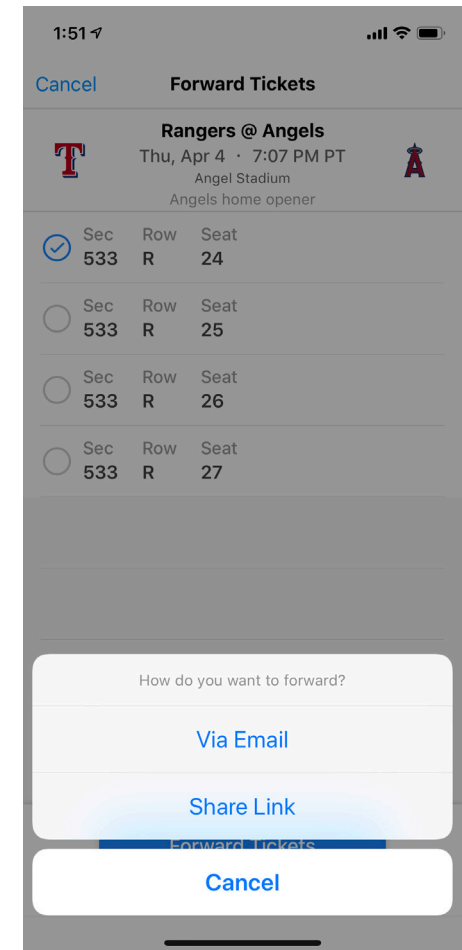 1:51
Cancel Forward Tickets
Rangers @ Angels
Thu, Apr 4 · 7:07 PM PT
Angel Stadium
Angels home opener
T
A
Sec Row Seat
533 R 24
Sec Row Seat
533 R 25
Sec Row Seat
533 R 26
Sec Row Seat
533 R 27
How do you want to forward?
Via Email
Share Link
Forward Tickets
Cancel